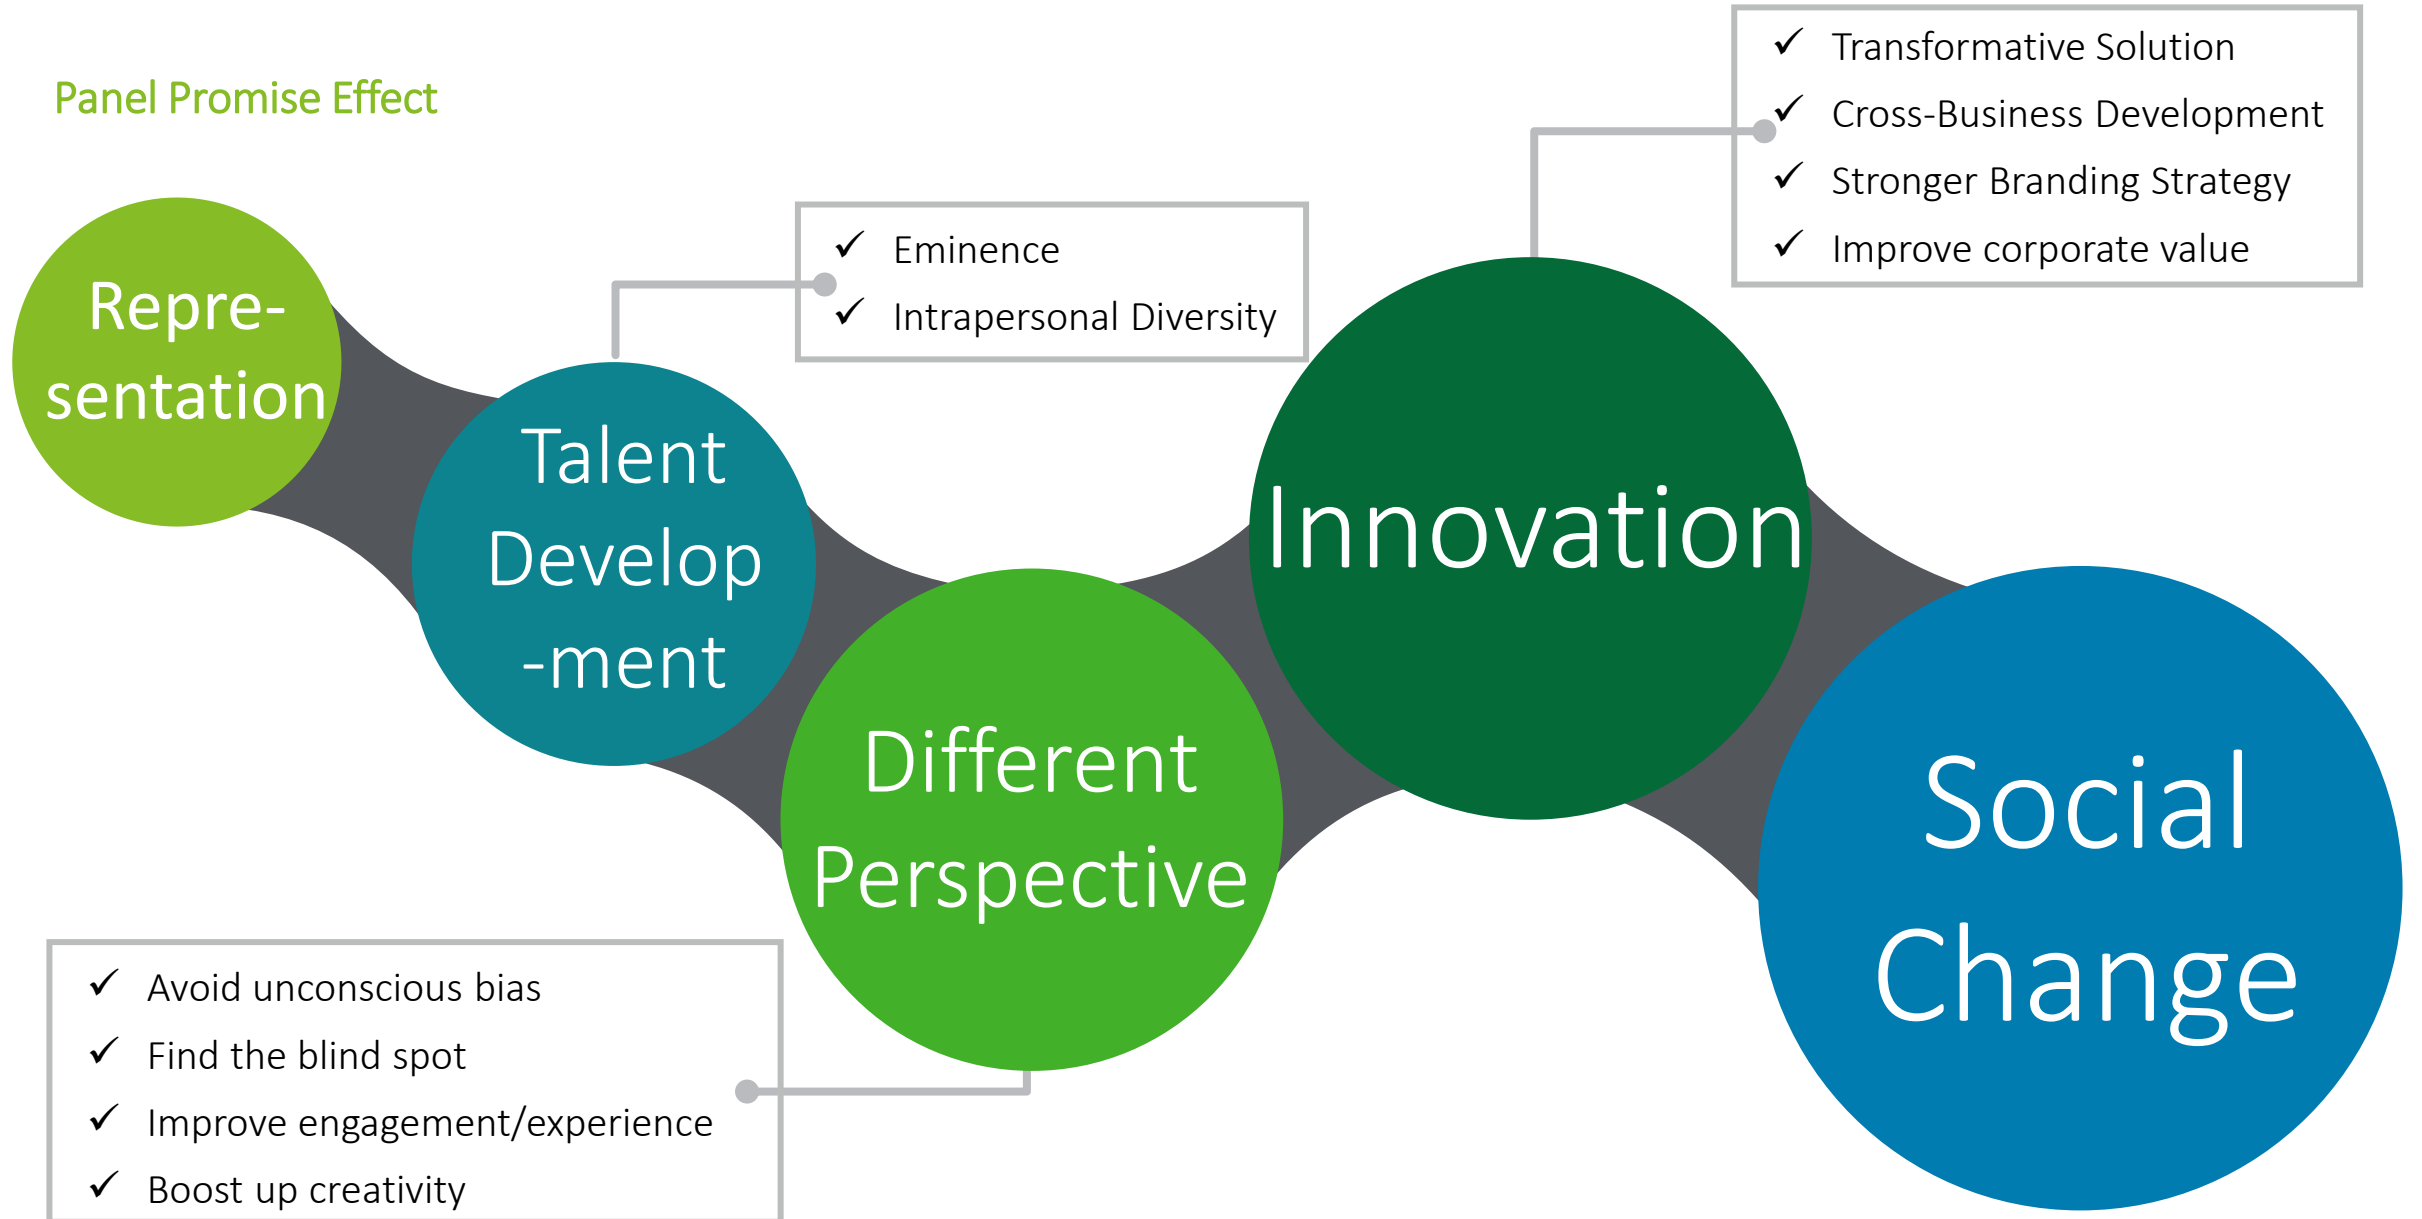 Panel Promise Effect
Repre-
sentation
✓ Eminence
✓ Intrapersonal Diversity
Talent
Develop
-ment
✓ Avoid unconscious bias
✓ Find the blind spot
✓ Improve engagement/experience
✓ Boost up creativity
Different
Perspective
✓ Transformative Solution
✓ Cross-Business Development
✓ Stronger Branding Strategy
✓ Improve corporate value
Innovation
Social
Change